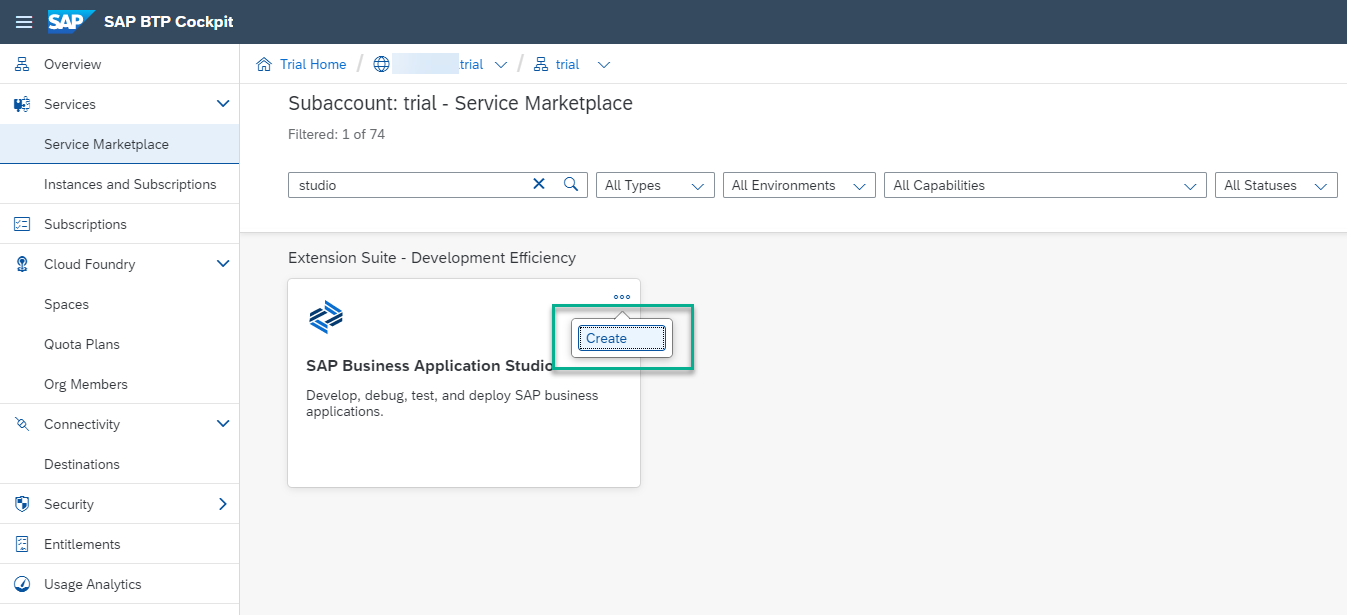 SAP SAP BTP Cockpit
Overview
Services
Service Marketplace
Instances and Subscriptions
Subscriptions
Cloud Foundry
Spaces
Quota Plans
Org Members
Connectivity
Destinations
Security
Entitlements
Usage Analytics
Trial Home / trial / trial
Subaccount: trial - Service Marketplace
Filtered: 1 of 74
studio All Types All Environments All Capabilities All Statuses
Extension Suite - Development Efficiency
Create
SAP Business Application Studio
Develop, debug, test, and deploy SAP business
applications.